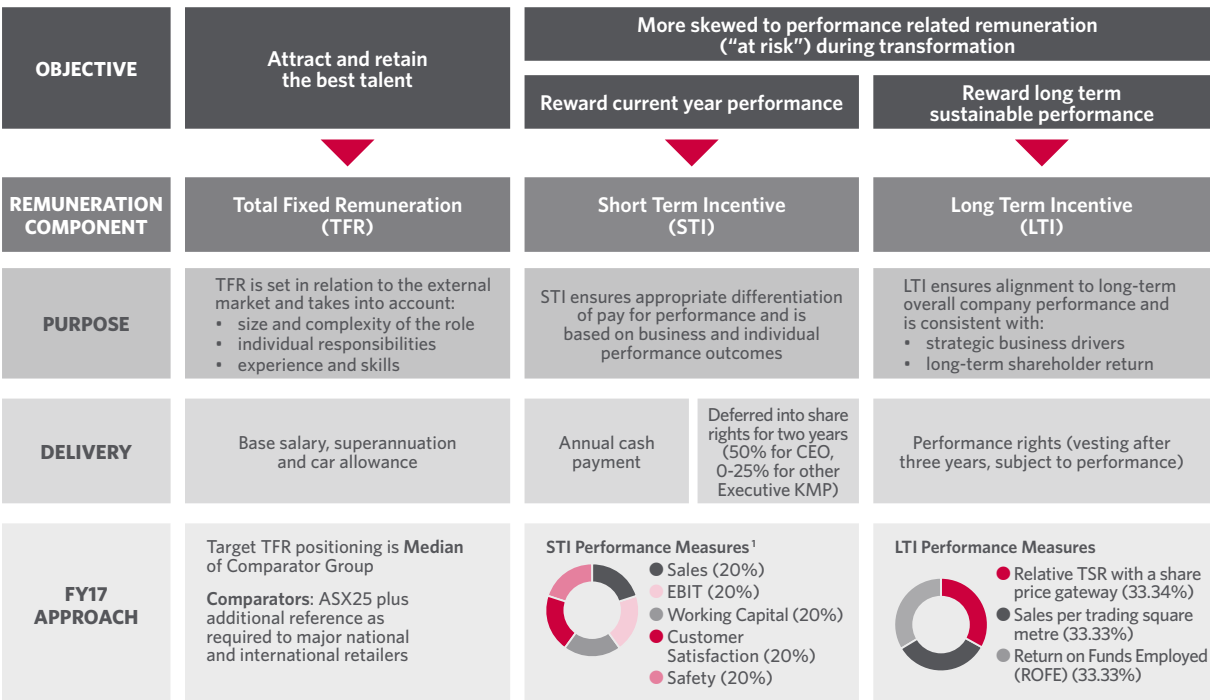 OBJECTIVE
Attract and retain
the best talent
More skewed to performance related remuneration
(“at risk”) during transformation
Reward current year performance
Reward long term
sustainable performance
REMUNERATION
COMPONENT
Total Fixed Remuneration
(TFR)
Short Term Incentive
(STI)
Long Term Incentive
(LTI)
PURPOSE
TFR is set in relation to the external
market and takes into account:
• size and complexity of the role
• individual responsibilities
• experience and skills
STI ensures appropriate differentiation
of pay for performance and is
based on business and individual
performance outcomes
LTI ensures alignment to long-term
overall company performance and
is consistent with:
• strategic business drivers
• long-term shareholder return
DELIVERY
Base salary, superannuation
and car allowance
Annual cash
payment
Deferred into share
rights for two years
(50% for CEO,
0-25% for other
Executive KMP)
Performance rights (vesting after
three years, subject to performance)
FY17
APPROACH
Target TFR positioning is Median
of Comparator Group
Comparators: ASX25 plus
additional reference as
required to major national
and international retailers
STI Performance Measures¹
Sales (20%)
EBIT (20%)
Working Capital (20%)
Customer
Satisfaction (20%)
Safety (20%)
LTI Performance Measures
Relative TSR with a share
price gateway (33.34%)
Sales per trading square
metre (33.33%)
Return on Funds Employed
(ROFE) (33.33%)